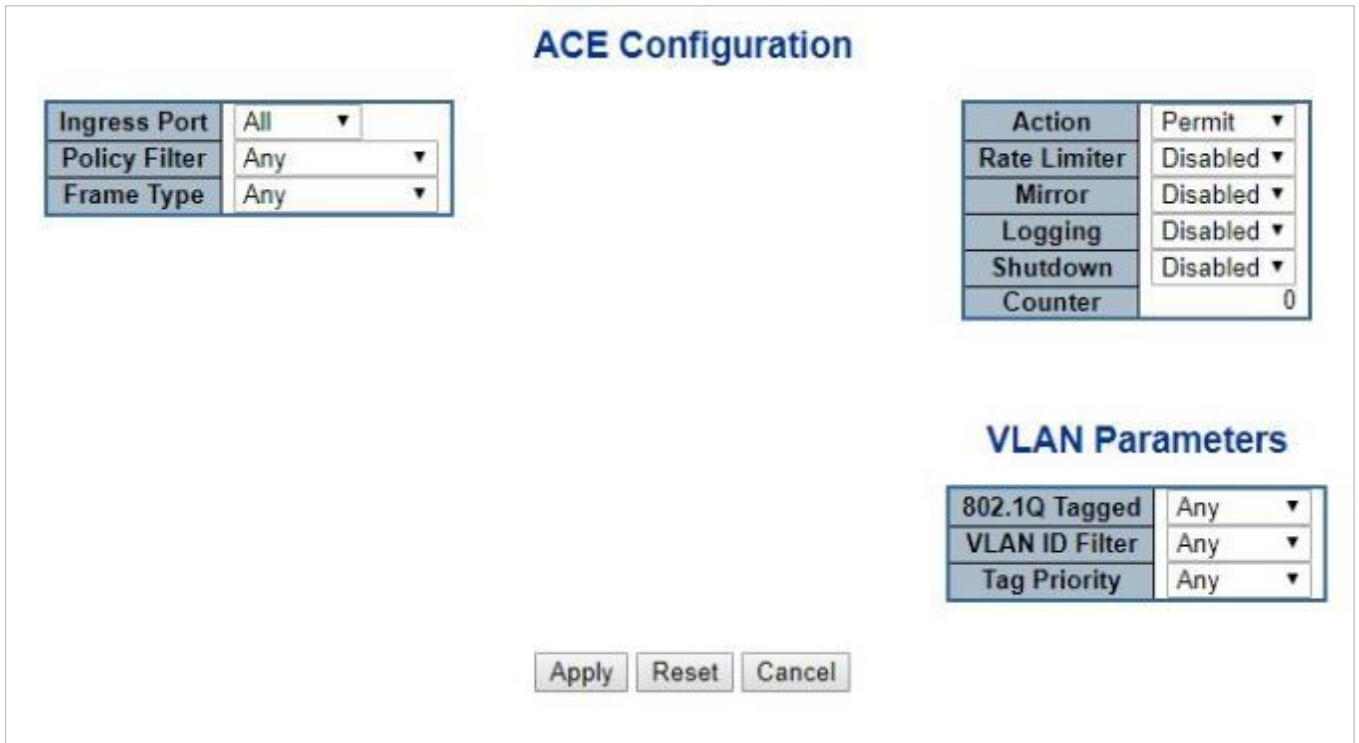 ACE Configuration
Ingress Port All
Policy Filter Any
Frame Type Any
Action Permit
Rate Limiter Disabled
Mirror Disabled
Logging Disabled
Shutdown Disabled
Counter 0
VLAN Parameters
802.1Q Tagged Any
VLAN ID Filter Any
Tag Priority Any
Apply Reset Cancel